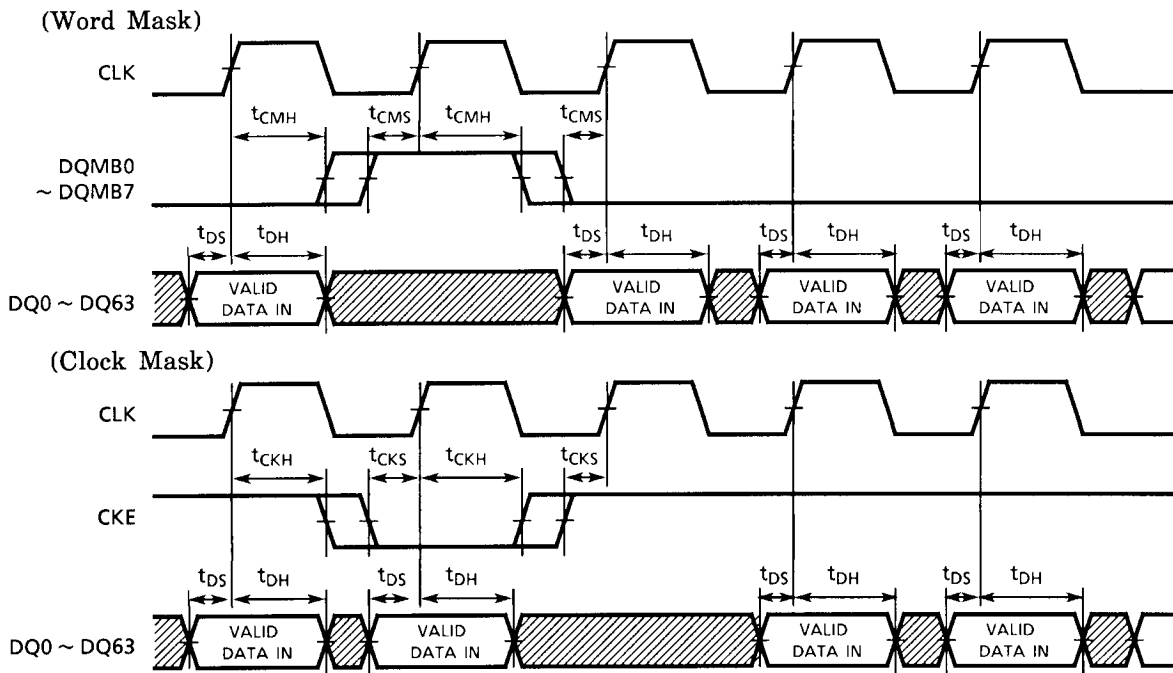 (Word Mask)
CLK
tCMH tCMS tCMH tCMS
DQMB0
~ DQMB7
tDS tDH tDS tDH tDS tDH tDS tDH
DQ0 ~ DQ63
VALID DATA IN VALID DATA IN VALID DATA IN VALID DATA IN
(Clock Mask)
CLK
tCKH tCKS tCKH tCKS
CKE
tDS tDH tDS tDH tDS tDH tDS tDH
DQ0 ~ DQ63
VALID DATA IN VALID DATA IN VALID DATA IN VALID DATA IN